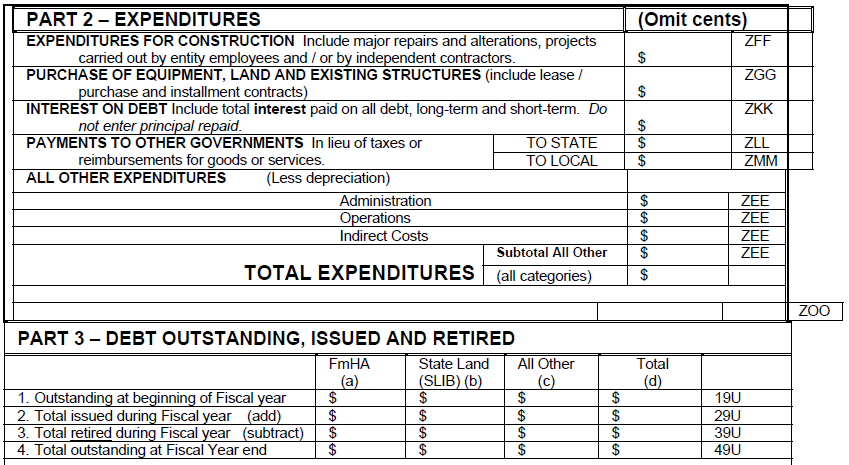 PART 2 – EXPENDITURES (Omit cents)
EXPENDITURES FOR CONSTRUCTION Include major repairs and alterations, projects ZFF
carried out by entity employees and / or by independent contractors. $
PURCHASE OF EQUIPMENT, LAND AND EXISTING STRUCTURES (include lease / ZGG
purchase and installment contracts) $
INTEREST ON DEBT Include total interest paid on all debt, long-term and short-term. Do ZKK
not enter principal repaid. $
PAYMENTS TO OTHER GOVERNMENTS In lieu of taxes or TO STATE $ ZLL
reimbursements for goods or services. TO LOCAL $ ZMM
ALL OTHER EXPENDITURES (Less depreciation)
Administration $ ZEE
Operations $ ZEE
Indirect Costs $ ZEE
Subtotal All Other $ ZEE
TOTAL EXPENDITURES (all categories) $
ZOO
PART 3 – DEBT OUTSTANDING, ISSUED AND RETIRED
FmHA State Land All Other Total
(a) (SLIB) (b) (c) (d)
1. Outstanding at beginning of Fiscal year $ $ $ $ 19U
2. Total issued during Fiscal year (add) $ $ $ $ 29U
3. Total retired during Fiscal year (subtract) $ $ $ $ 39U
4. Total outstanding at Fiscal Year end $ $ $ $ 49U